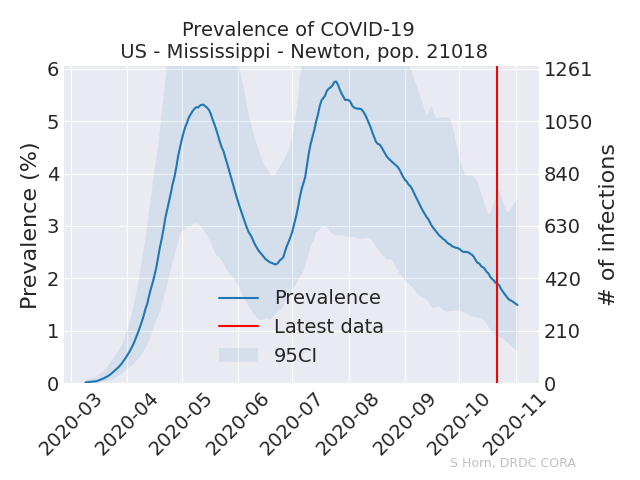 Prevalence of COVID-19
US - Mississippi - Newton, pop. 21018
6
5
4
3
2
1
0
Prevalence (%)
1261
1050
840
630
420
210
0
# of infections
Prevalence
Latest data
95CI
2020-03
2020-04
2020-05
2020-06
2020-07
2020-08
2020-09
2020-10
2020-11
S Horn, DRDC CORA